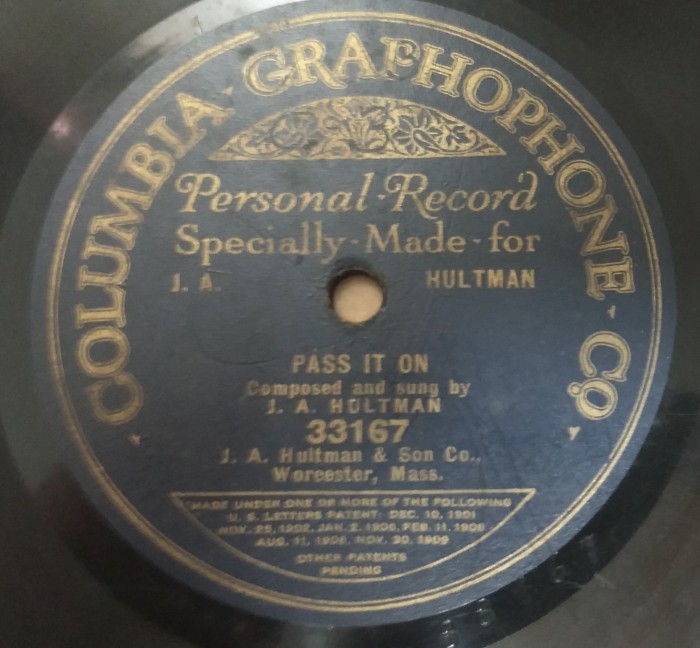 COLUMBIA · GRAPHOPHONE · CO.
Personal · Record
Specially · Made · for
J. A. HULTMAN
PASS IT ON
Composed and sung by
J. A. HULTMAN
33167
J. A. Hultman & Son Co.,
Worcester, Mass.
MADE UNDER ONE OR MORE OF THE FOLLOWING
U. S. LETTERS PATENT: DEC. 10, 1901
NOV. 25, 1902, JAN. 2, 1906, FEB. 11, 1908
AUG. 11, 1908, NOV. 30, 1909
OTHER PATENTS
PENDING